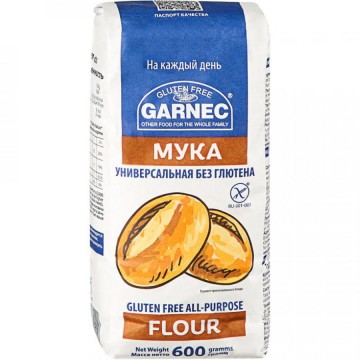 ПАСПОРТ КАЧЕСТВА
На каждый день
GLUTEN FREE
GARNEC
OTHER FOOD FOR THE WHOLE FAMILY
МУКА
УНИВЕРСАЛЬНАЯ БЕЗ ГЛЮТЕНА
GLUTEN FREE ALL-PURPOSE
FLOUR
Net Weight
Масса нетто
600 grams